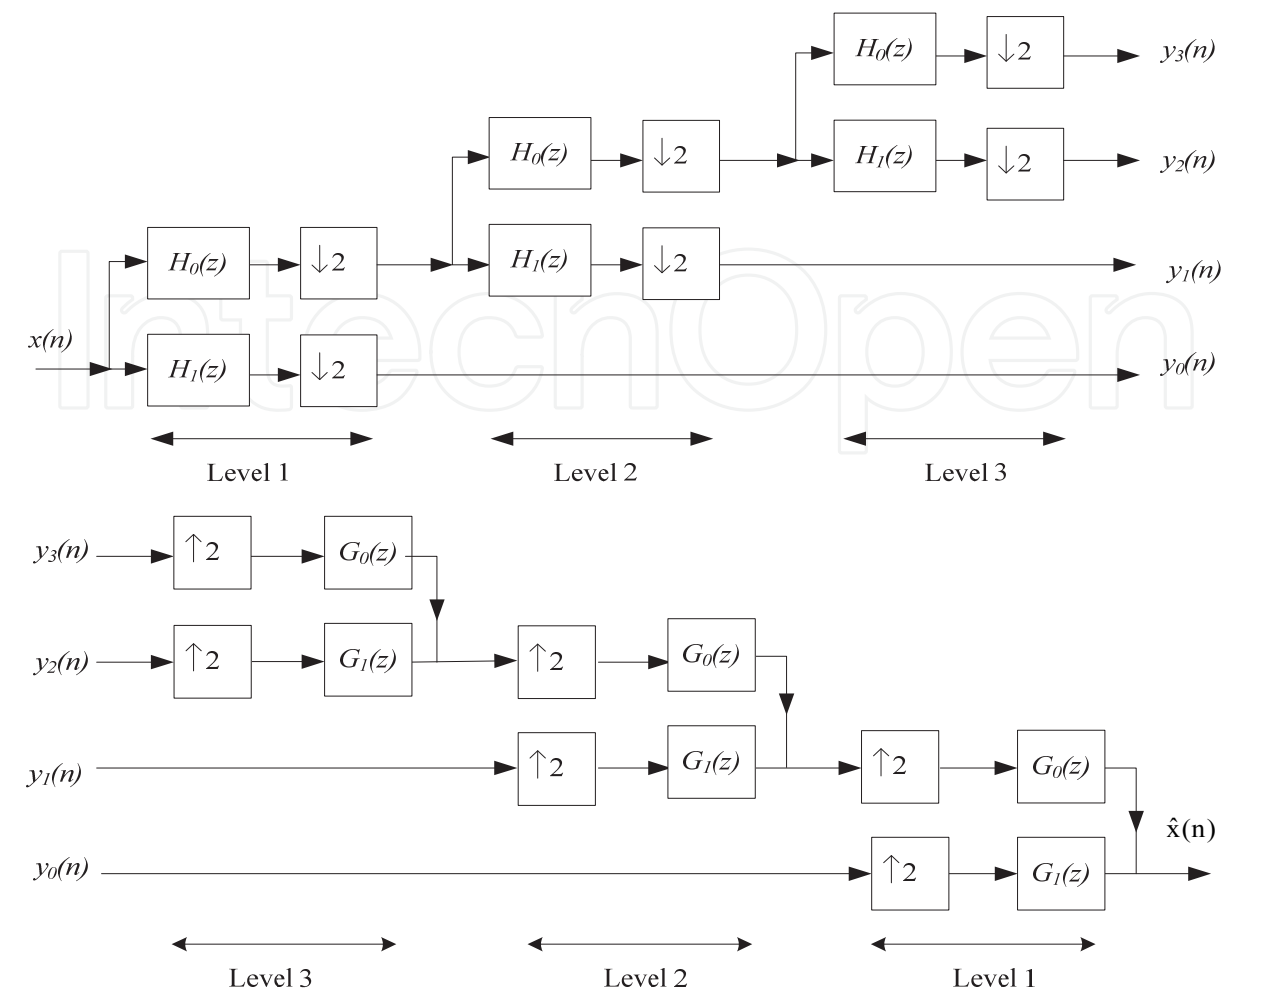 H₀(z) ↓2 y₃(n)
H₀(z) ↓2 H₁(z) ↓2 y₂(n)
H₀(z) ↓2 H₁(z) ↓2 y₁(n)
x(n) H₁(z) ↓2 y₀(n)
IntechOpen
Level 1 Level 2 Level 3
y₃(n) ↑2 G₀(z)
y₂(n) ↑2 G₁(z) ↑2 G₀(z)
y₁(n) ↑2 G₁(z) ↑2 G₀(z)
x̂(n)
y₀(n) ↑2 G₁(z)
Level 3 Level 2 Level 1